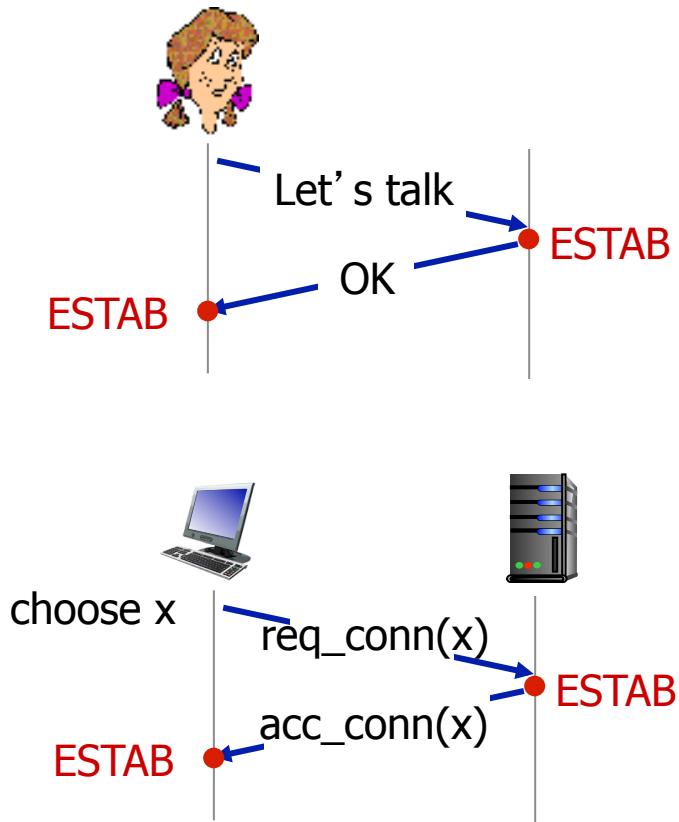 Let’s talk
ESTAB
OK
ESTAB
choose x
req_conn(x)
ESTAB
acc_conn(x)
ESTAB